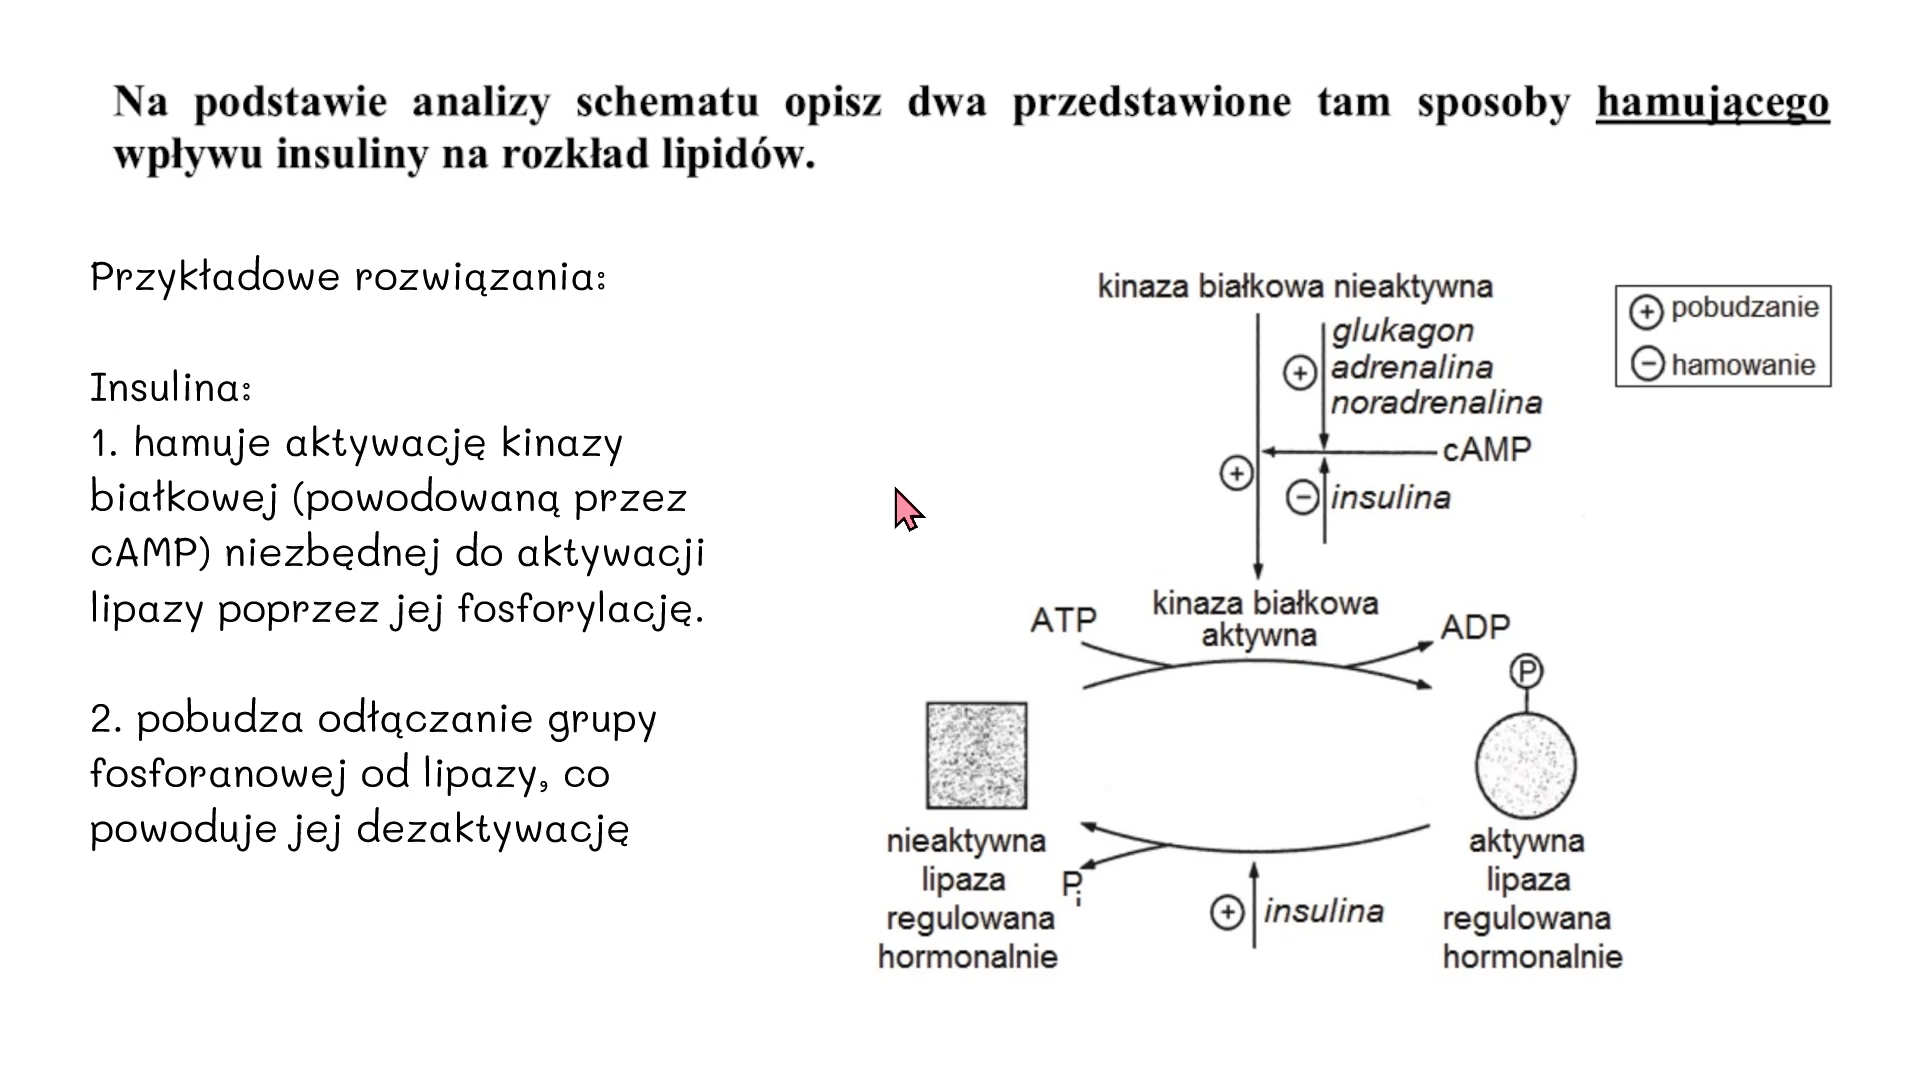 Na podstawie analizy schematu opisz dwa przedstawione tam sposoby hamującego
wpływu insuliny na rozkład lipidów.
Przykładowe rozwiązania:
Insulina:
1. hamuje aktywację kinazy
białkowej (powodowaną przez
cAMP) niezbędnej do aktywacji
lipazy poprzez jej fosforylację.
2. pobudza odłączanie grupy
fosforanowej od lipazy, co
powoduje jej dezaktywację
kinaza białkowa nieaktywna
glukagon
+ adrenalina
noradrenalina
cAMP
+
− insulina
+ pobudzanie
− hamowanie
kinaza białkowa
aktywna
ATP
ADP
P
nieaktywna
lipaza
regulowana
hormonalnie
Pi
+ insulina
aktywna
lipaza
regulowana
hormonalnie